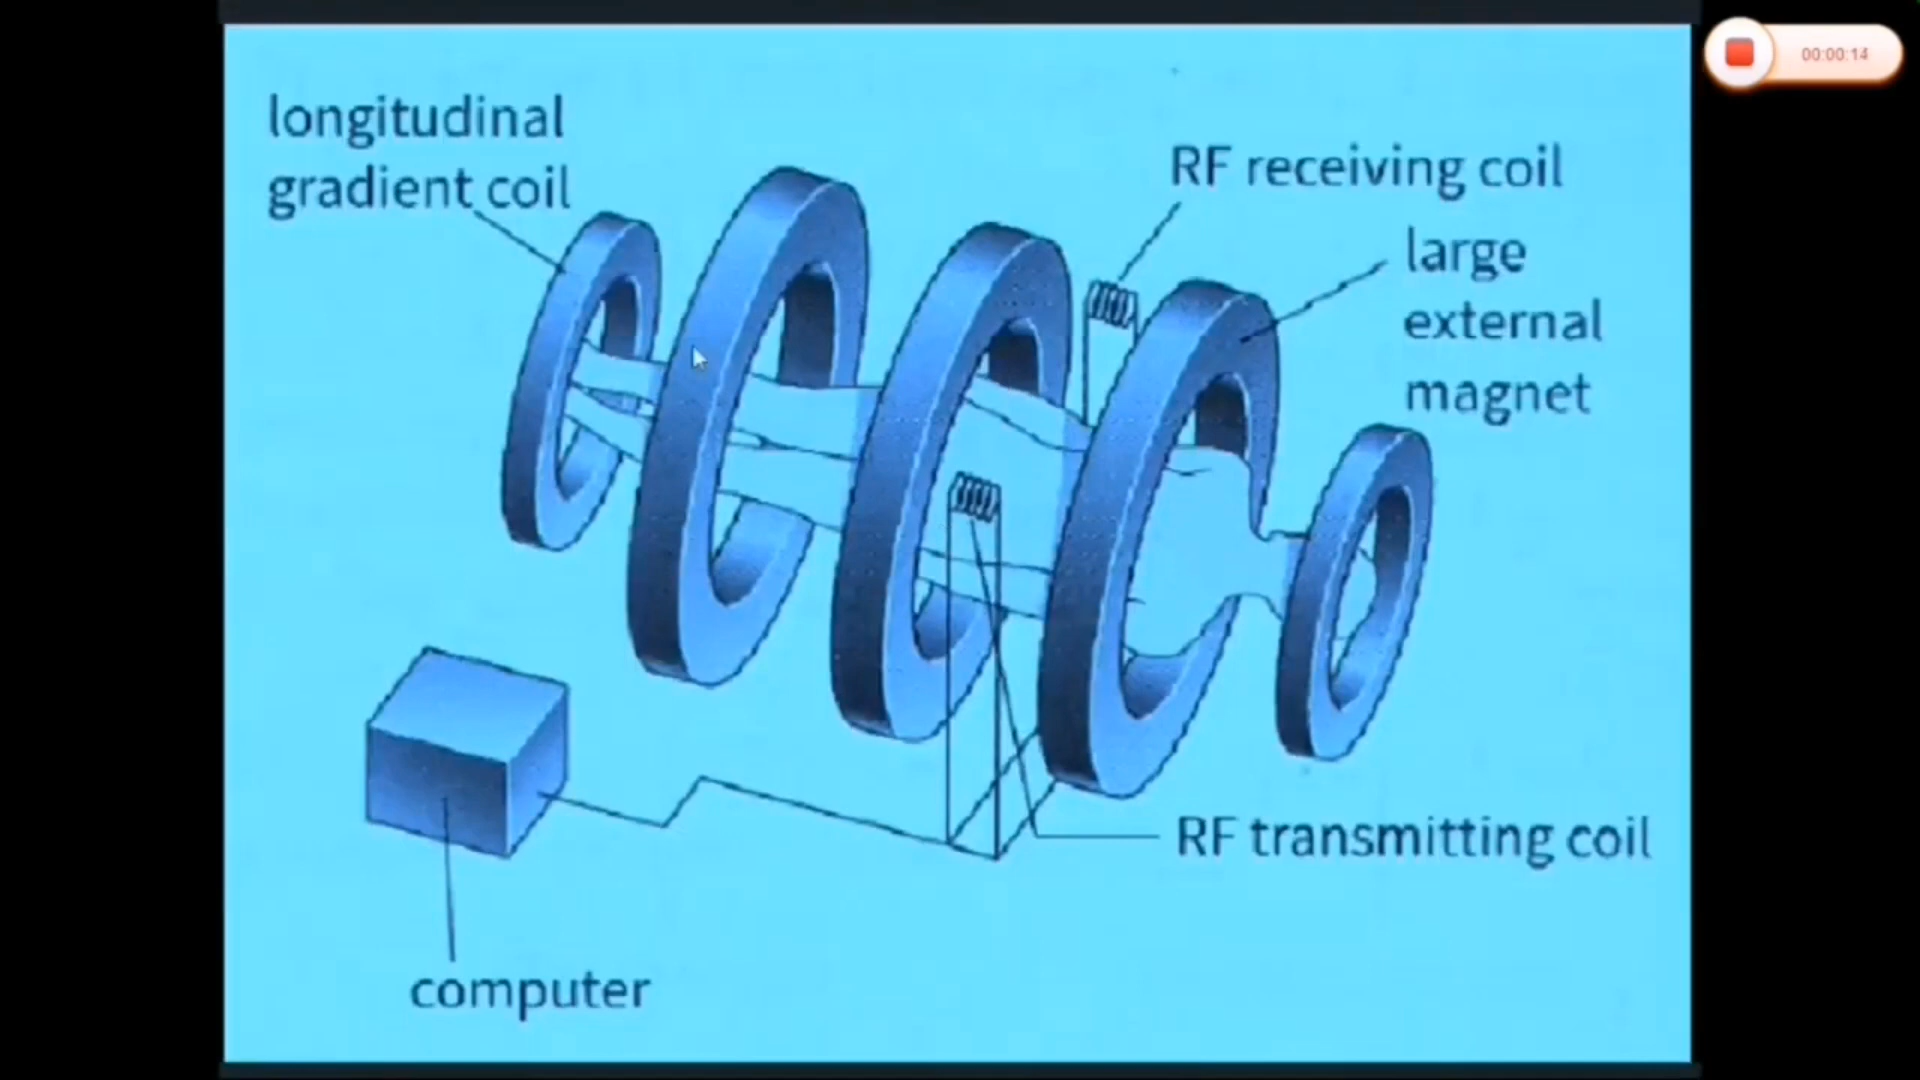 00:00:14
longitudinal
gradient coil
RF receiving coil
large
external
magnet
RF transmitting coil
computer